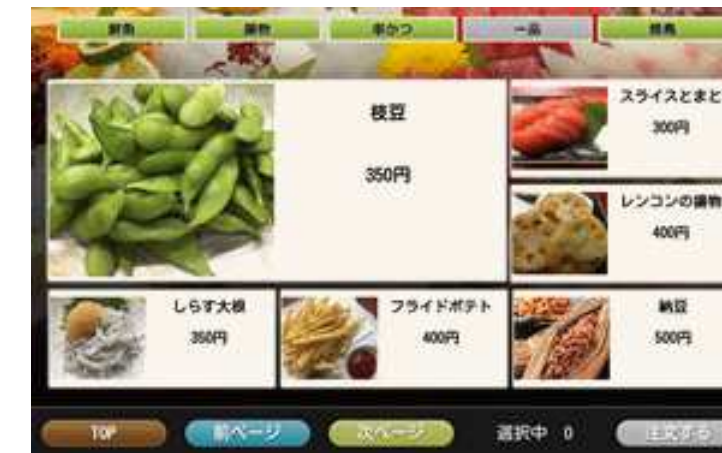 鮮魚
揚物
串かつ
一品
焼鳥
枝豆
350円
スライスとまと
300円
レンコンの揚物
400円
しらす大根
350円
フライドポテト
400円
納豆
500円
TOP
前ページ
次ページ
選択中 0
注文する